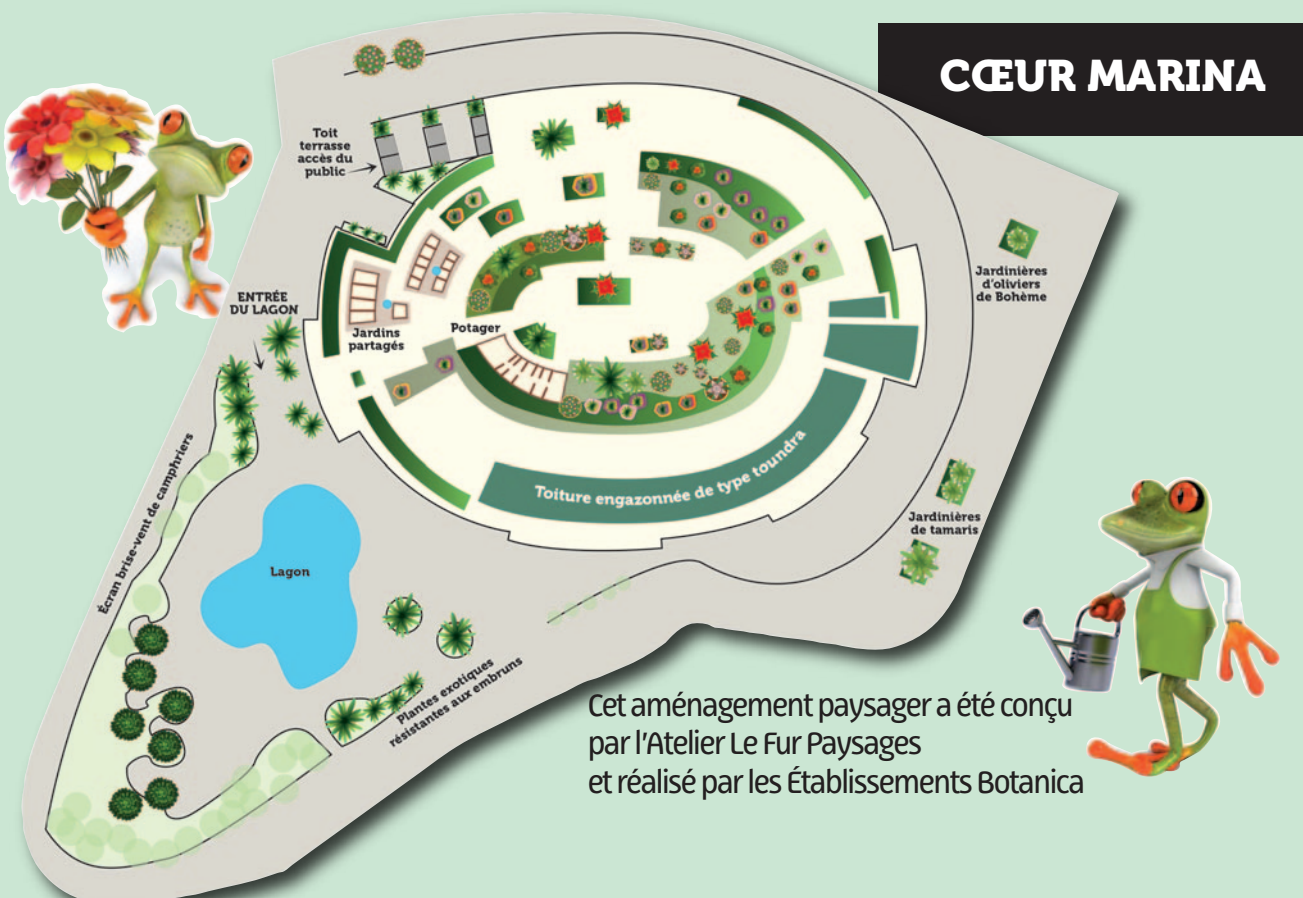 CŒUR MARINA
Toit
terrasse
accès du
public
ENTRÉE
DU LAGON
Jardins
partagés
Potager
Jardinières
d'oliviers
de Bohème
Toiture engazonnée de type toundra
Jardinières
de tamaris
Écran brise-vent de camphriers
Lagon
Plantes exotiques
résistantes aux embruns
Cet aménagement paysager a été conçu
par l'Atelier Le Fur Paysages
et réalisé par les Établissements Botanica